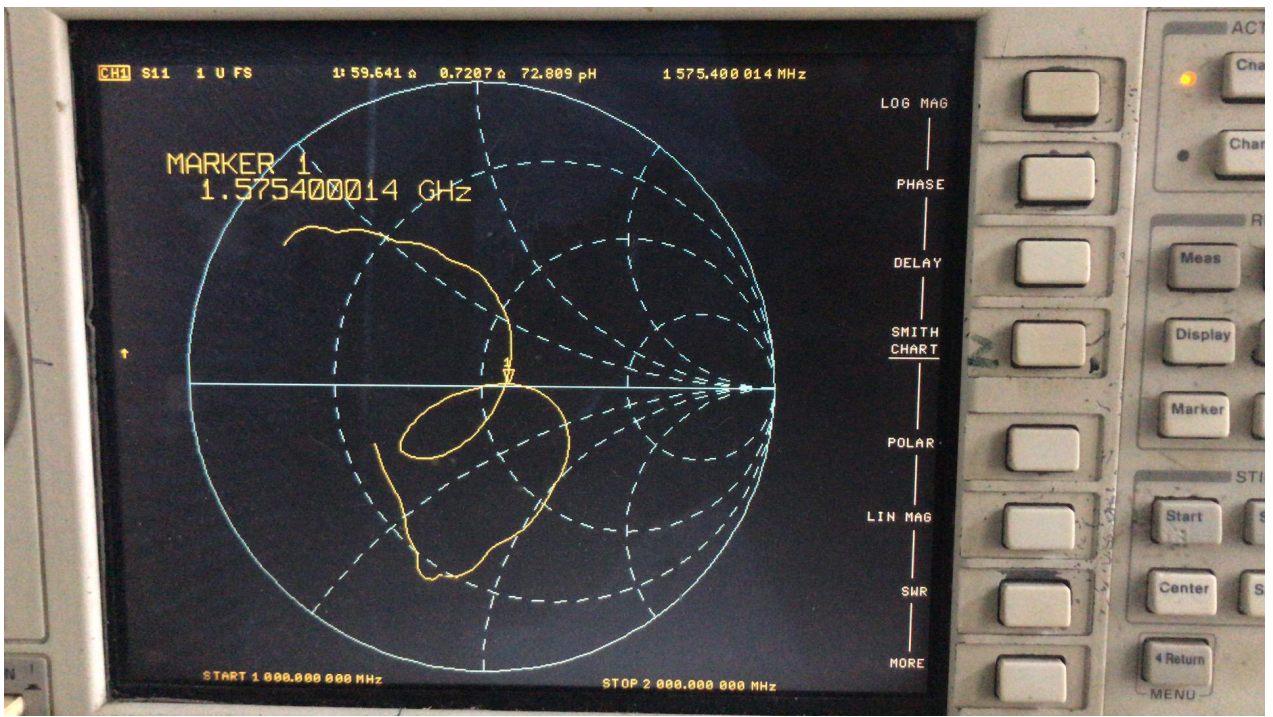 CH1 S11 1 U FS 1: 59.641 Ω 0.7207 Ω 72.809 pH 1 575.400 014 MHz
MARKER 1
1.575400014 GHz
1
LOG MAG
PHASE
DELAY
SMITH
CHART
POLAR
LIN MAG
SWR
MORE
START 1 000.000 000 MHz STOP 2 000.000 000 MHz
Meas
Display
Marker
Start
Center
Return
MENU